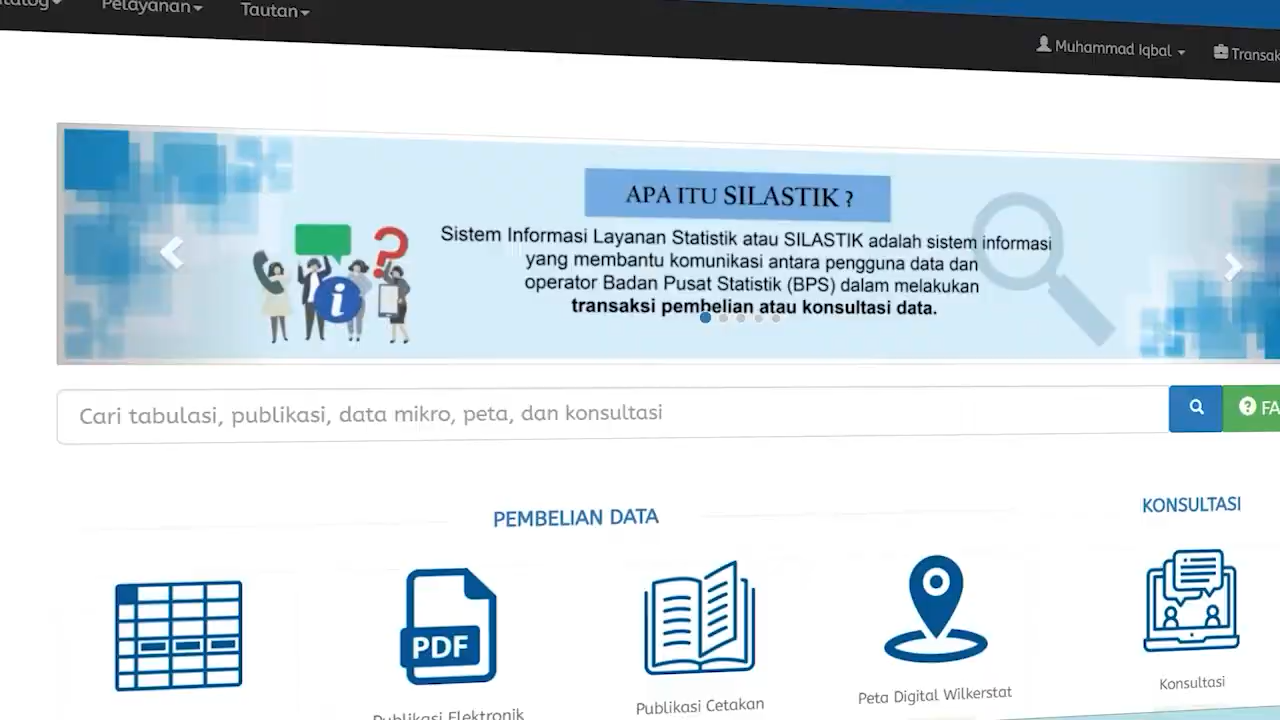 Pelayanan
Tautan
Muhammad Iqbal
APA ITU SILASTIK ?
Sistem Informasi Layanan Statistik atau SILASTIK adalah sistem informasi
yang membantu komunikasi antara pengguna data dan
operator Badan Pusat Statistik (BPS) dalam melakukan
transaksi pembelian atau konsultasi data.
Cari tabulasi, publikasi, data mikro, peta, dan konsultasi
PEMBELIAN DATA
KONSULTASI
PDF
Publikasi Elektronik
Publikasi Cetakan
Peta Digital Wilkerstat
Konsultasi